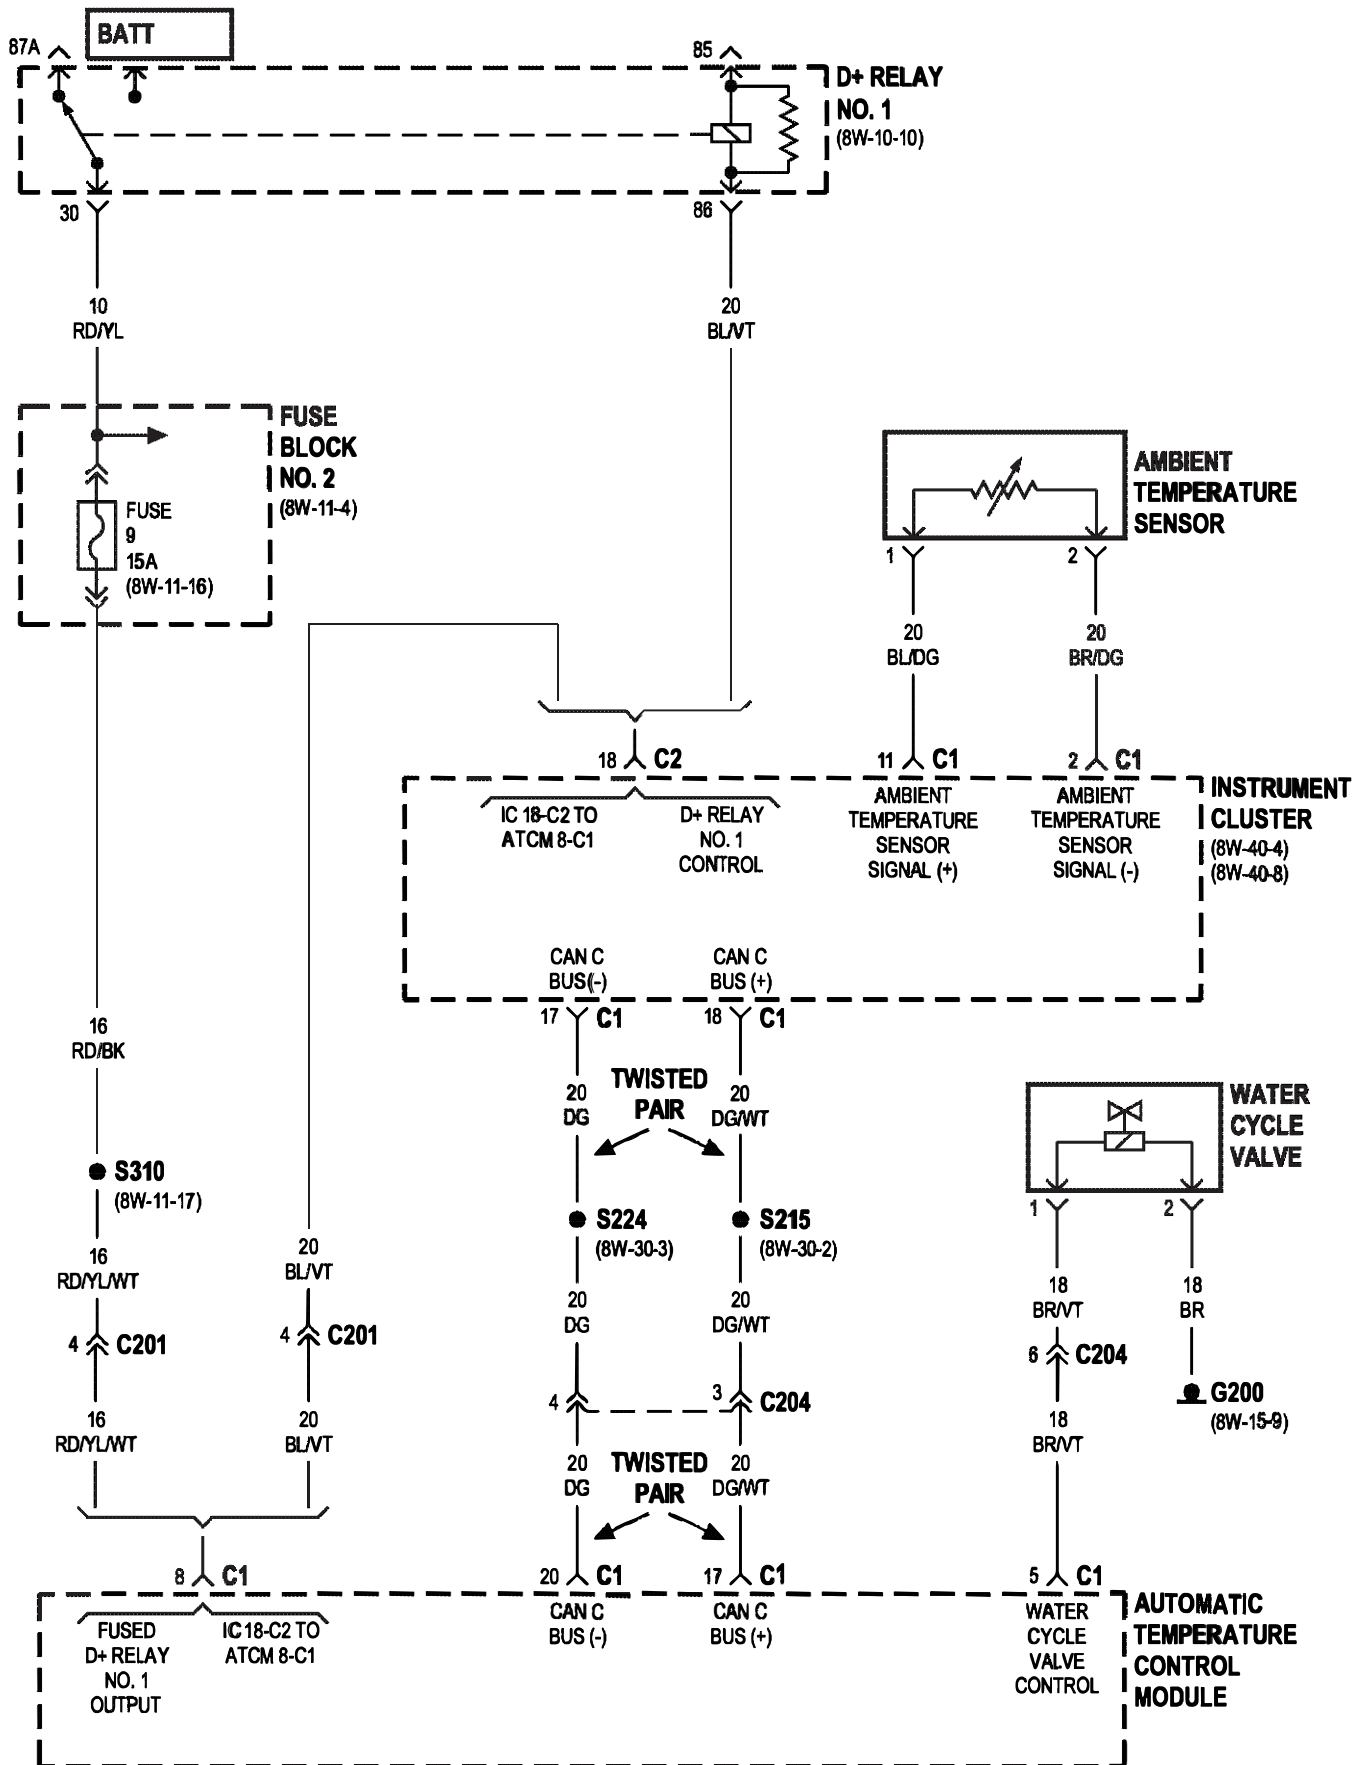 BATT
87A
85
D+ RELAY
NO. 1
(8W-10-10)
30
86
10
RD/YL
20
BL/VT
FUSE
BLOCK
NO. 2
(8W-11-4)
FUSE
9
15A
(8W-11-16)
AMBIENT
TEMPERATURE
SENSOR
1
2
20
BL/DG
20
BR/DG
18
C2
11
C1
2
C1
INSTRUMENT
CLUSTER
(8W-40-4)
(8W-40-8)
IC 18-C2 TO
ATCM 8-C1
D+ RELAY
NO. 1
CONTROL
AMBIENT
TEMPERATURE
SENSOR
SIGNAL (+)
AMBIENT
TEMPERATURE
SENSOR
SIGNAL (-)
CAN C
BUS(-)
CAN C
BUS (+)
17
C1
18
C1
16
RD/BK
20
DG
TWISTED
PAIR
20
DG/WT
WATER
CYCLE
VALVE
S310
(8W-11-17)
1
2
S224
(8W-30-3)
S215
(8W-30-2)
16
RD/YL/WT
20
BL/VT
20
DG
20
DG/WT
18
BR/VT
18
BR
4
C201
4
C201
6
C204
4
3
C204
G200
(8W-15-9)
16
RD/YL/WT
20
BL/VT
20
DG
TWISTED
PAIR
20
DG/WT
18
BR/VT
8
C1
20
C1
17
C1
5
C1
AUTOMATIC
TEMPERATURE
CONTROL
MODULE
FUSED
D+ RELAY
NO. 1
OUTPUT
IC 18-C2 TO
ATCM 8-C1
CAN C
BUS (-)
CAN C
BUS (+)
WATER
CYCLE
VALVE
CONTROL